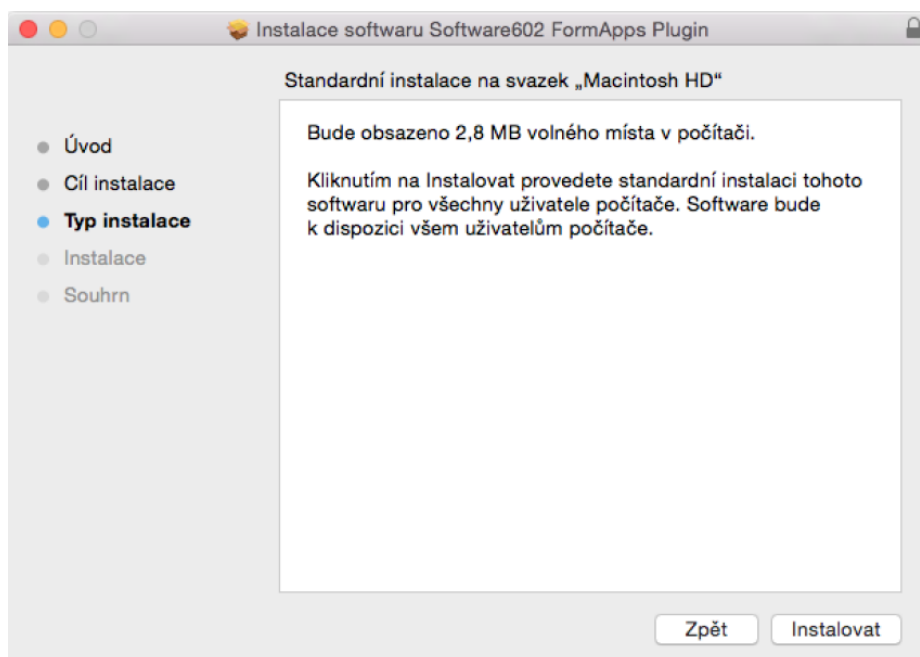 Instalace softwaru Software602 FormApps Plugin
Standardní instalace na svazek „Macintosh HD“
Úvod
Cíl instalace
Typ instalace
Instalace
Souhrn
Bude obsazeno 2,8 MB volného místa v počítači.
Kliknutím na Instalovat provedete standardní instalaci tohoto
softwaru pro všechny uživatele počítače. Software bude
k dispozici všem uživatelům počítače.
Zpět
Instalovat